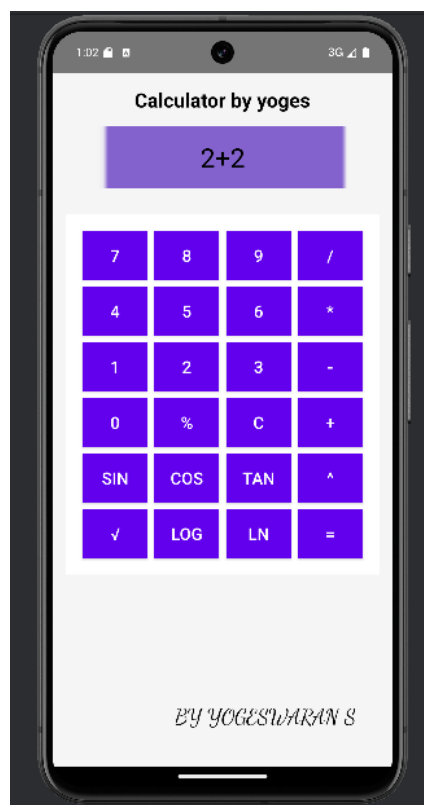 1:02 3G
Calculator by yoges
2+2
7 8 9 /
4 5 6 *
1 2 3 -
0 % C +
SIN COS TAN ^
√ LOG LN =
BY YOGESWARAN S